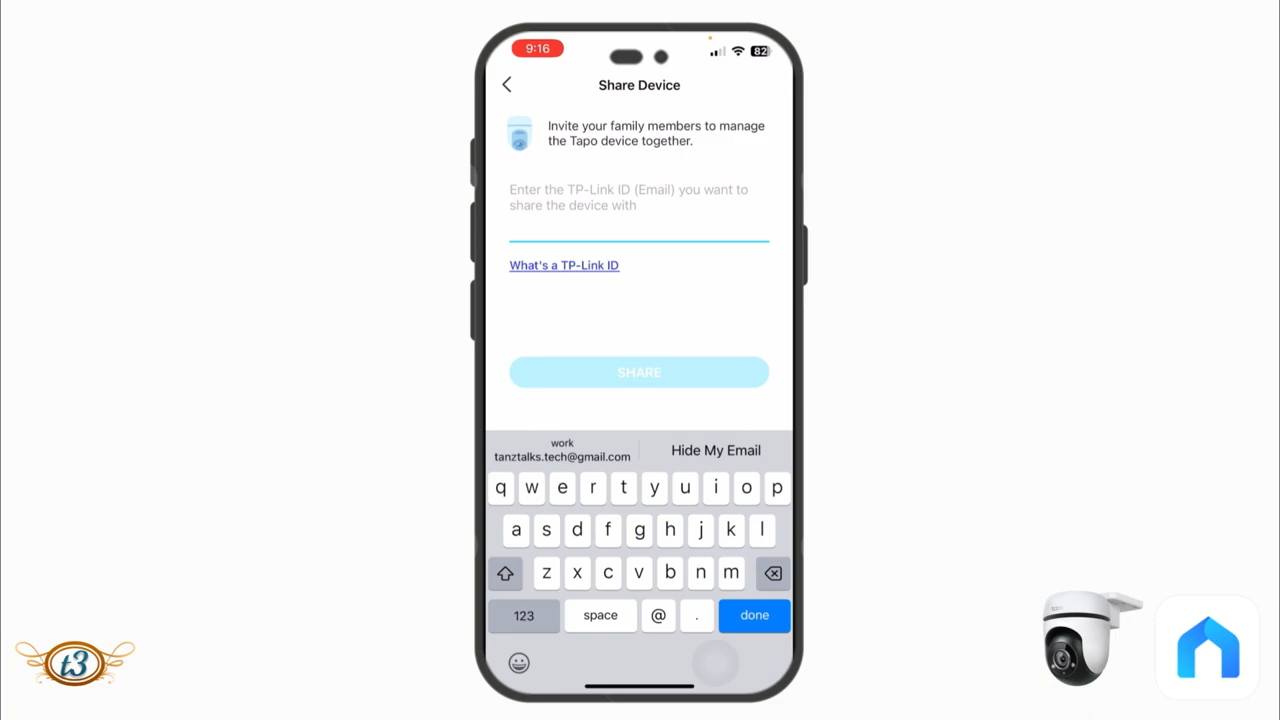 9:16
82
Share Device
Invite your family members to manage
the Tapo device together.
Enter the TP-Link ID (Email) you want to
share the device with
What's a TP-Link ID
SHARE
work
tanztalks.tech@gmail.com
Hide My Email
q w e r t y u i o p
a s d f g h j k l
z x c v b n m
123 space @ . done
t3
tapo